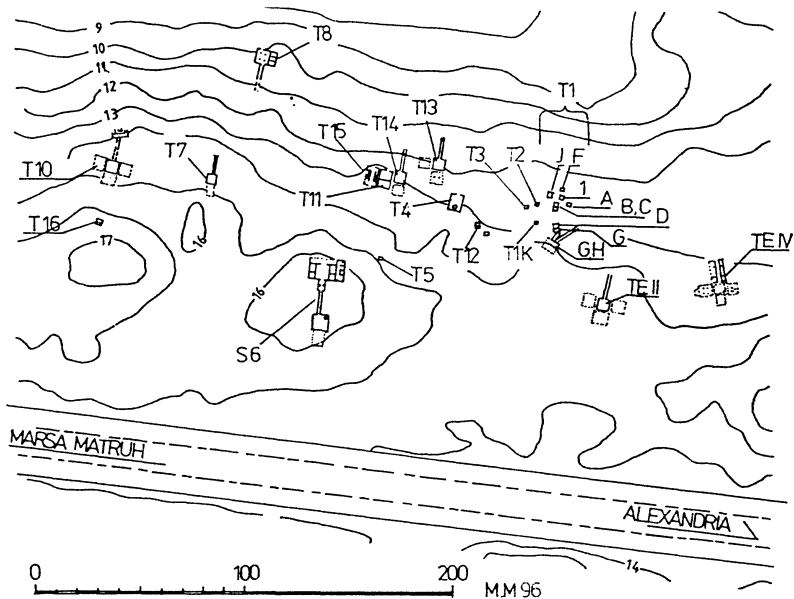 9
T8
10
11
12
T1
13
T13
T14
T15
J F
T3
T2
T10
T7
1
A
B,C
D
T11
T4
T16
G
GH
17
16
T12
T1K
T5
TE IV
16
TE II
S6
MARSA MATRUH
ALEXANDRIA
14
0 100 200
M.M 96